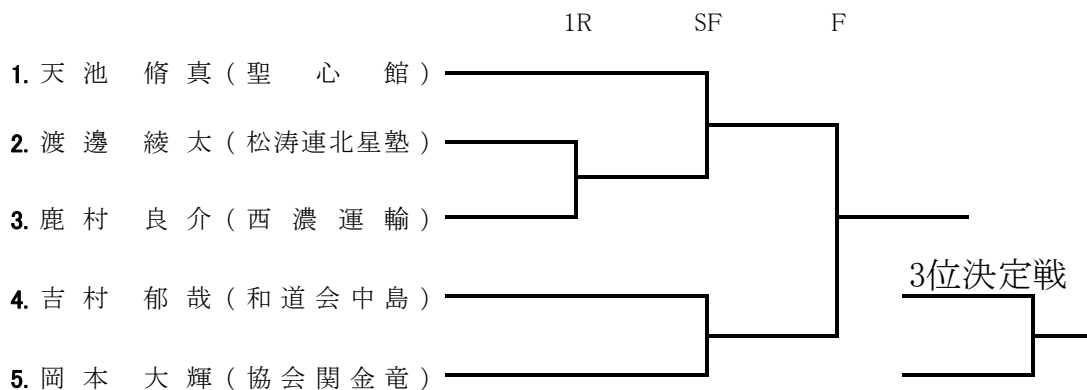 1R SF F
1. 天池 脩真(聖心館)
2. 渡邊 綾太(松涛連北星塾)
3. 鹿村 良介(西濃運輸)
3位決定戦
4. 吉村 郁哉(和道会中島)
5. 岡本 大輝(協会関金竜)